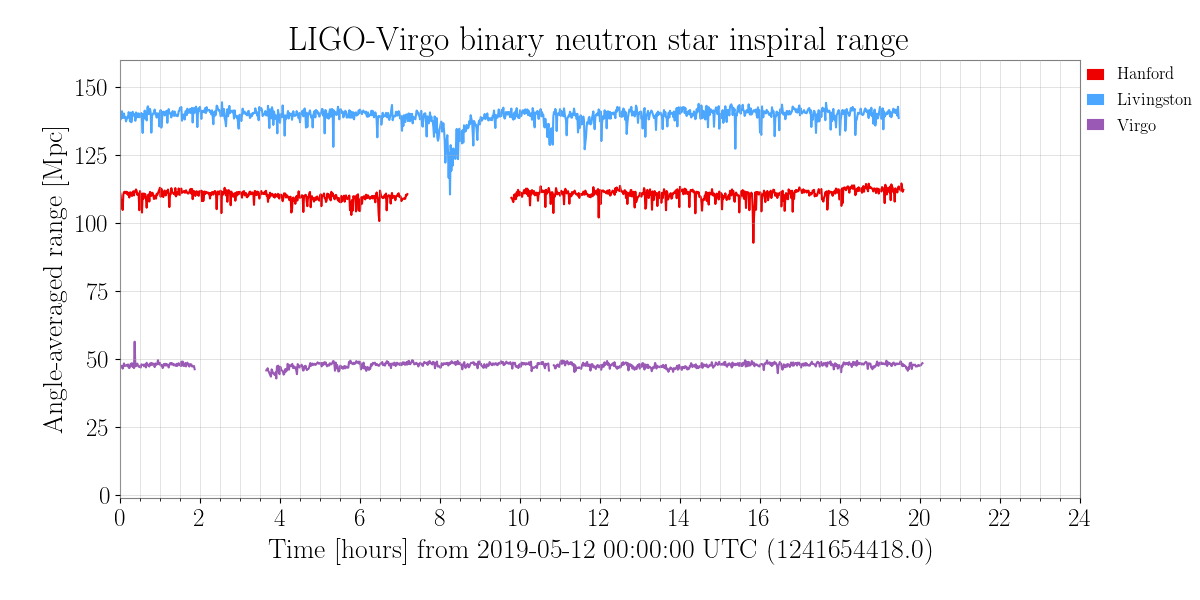 LIGO-Virgo binary neutron star inspiral range
Hanford
Livingston
Virgo
Angle-averaged range [Mpc]
150
125
100
75
50
25
0
0 2 4 6 8 10 12 14 16 18 20 22 24
Time [hours] from 2019-05-12 00:00:00 UTC (1241654418.0)